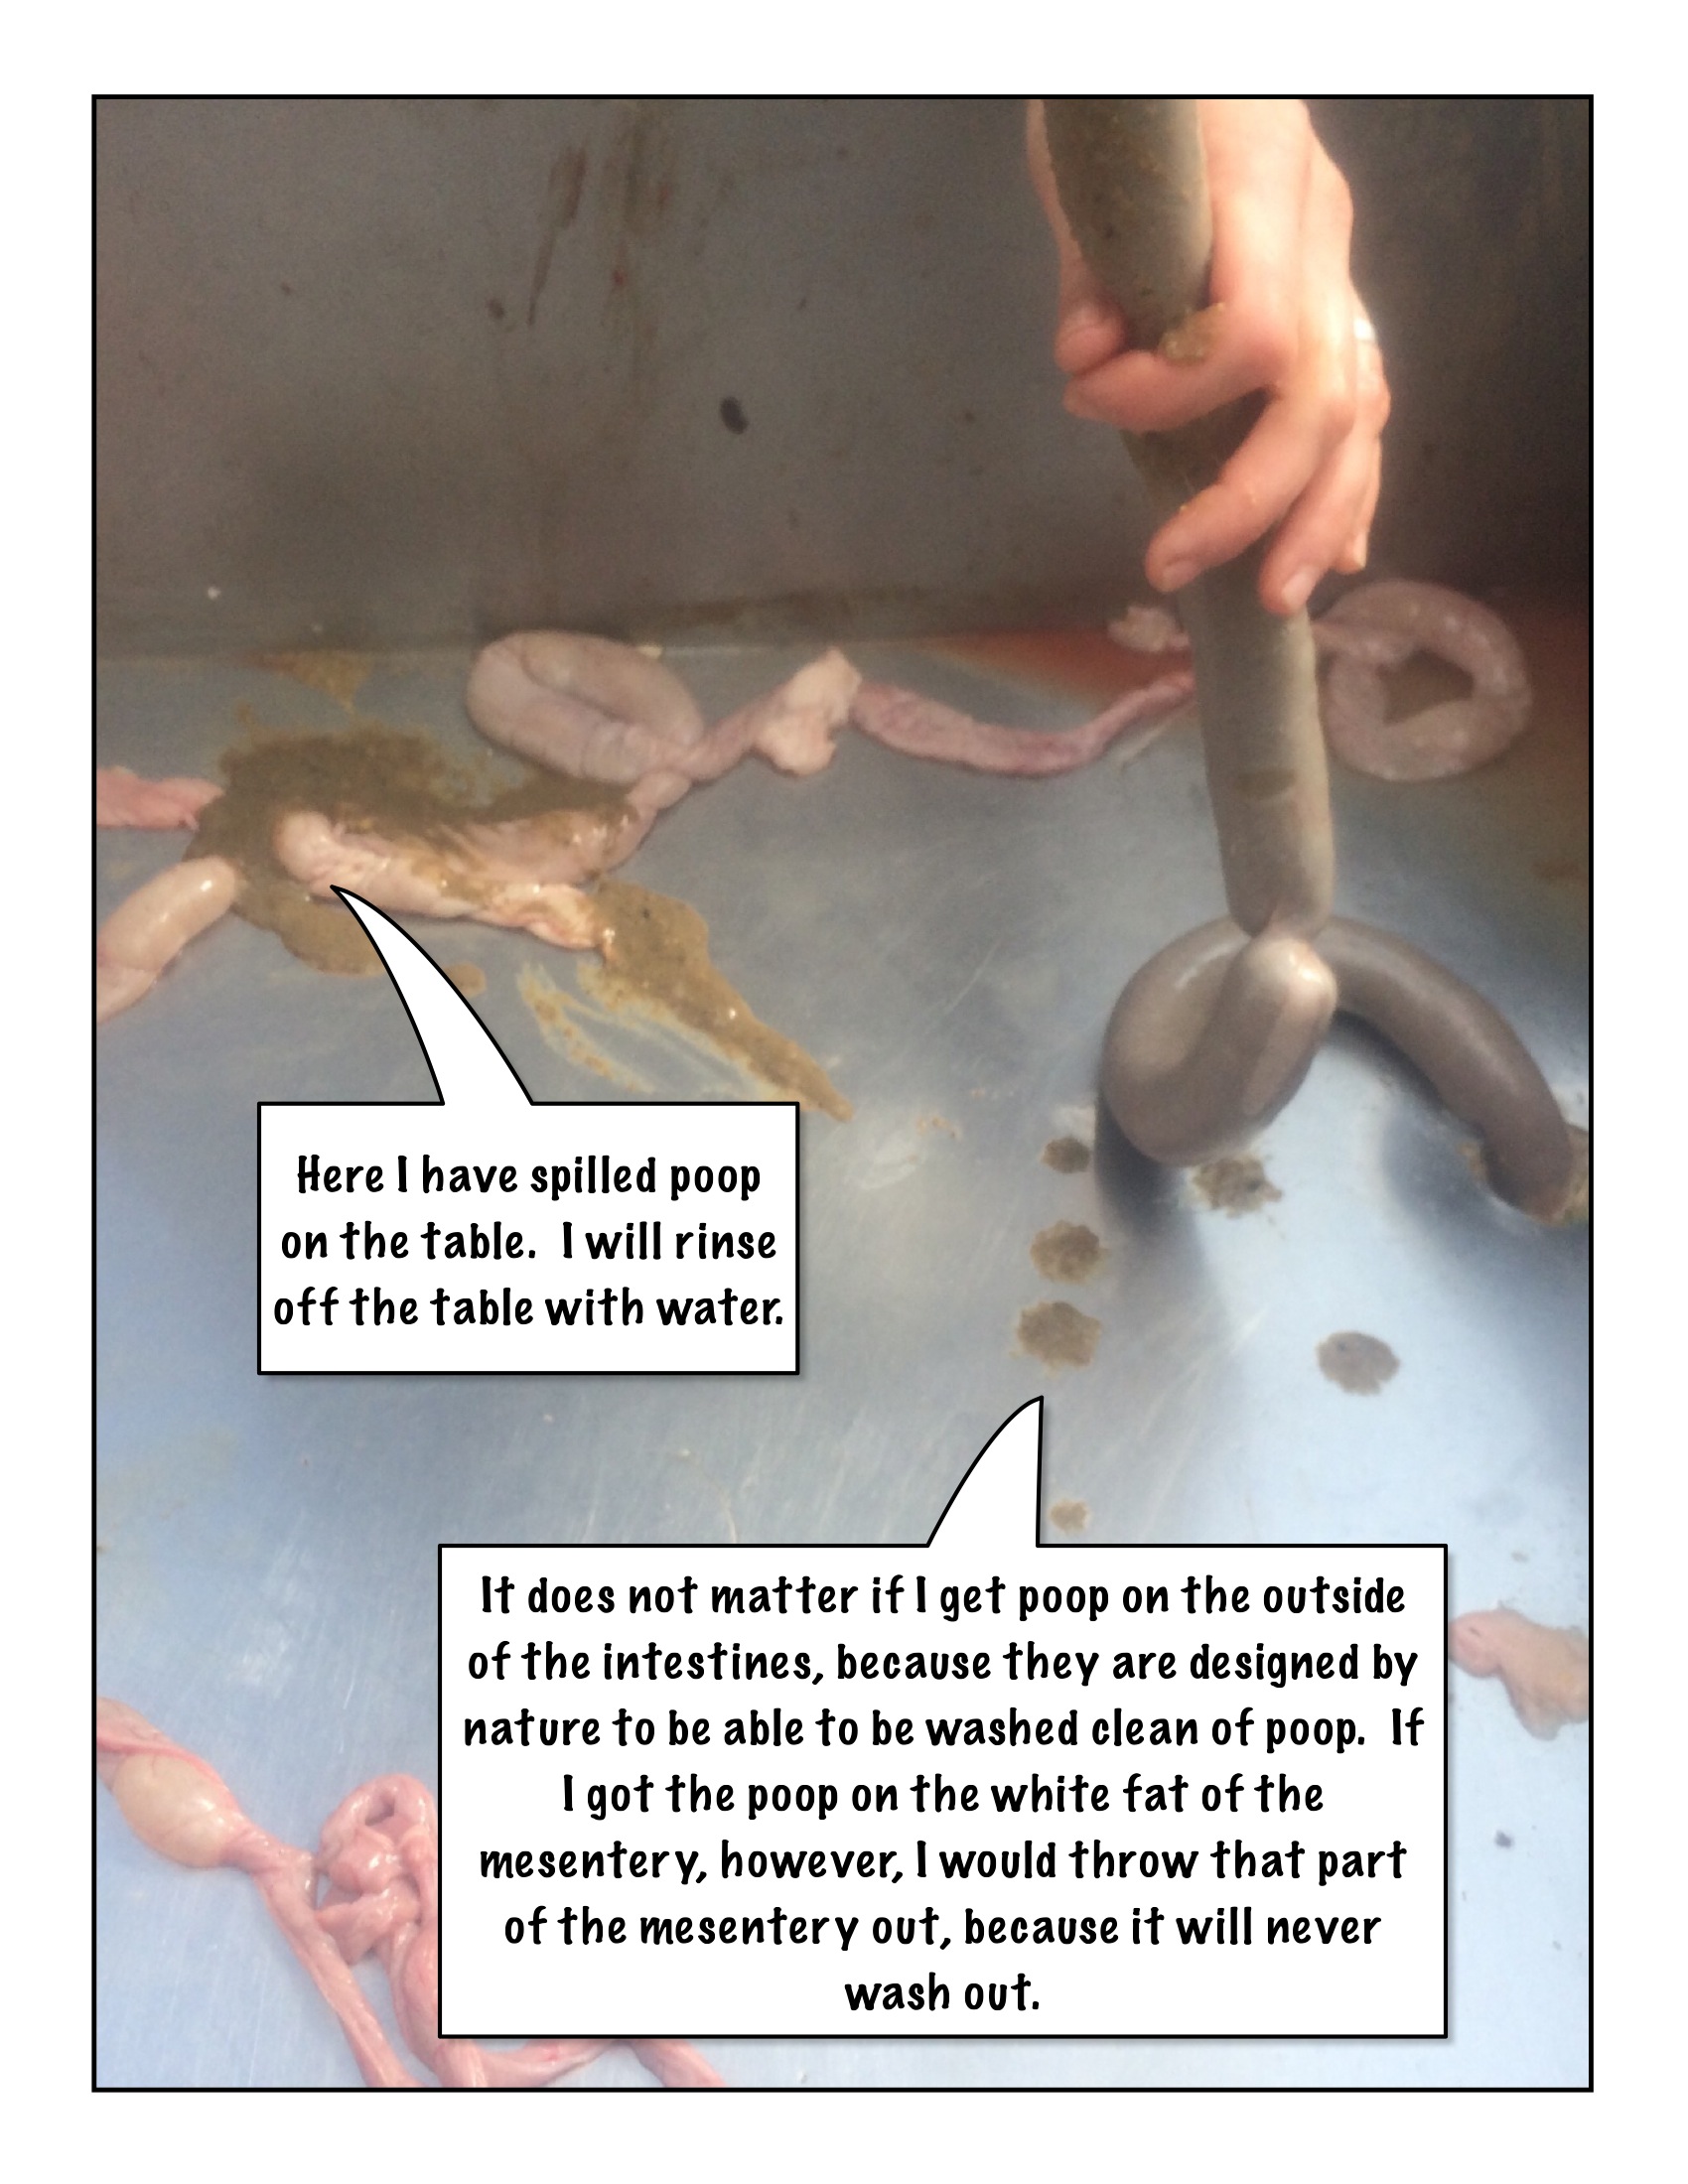 Here I have spilled poop
on the table.  I will rinse
off the table with water.
It does not matter if I get poop on the outside
of the intestines, because they are designed by
nature to be able to be washed clean of poop.  If
I got the poop on the white fat of the
mesentery, however, I would throw that part
of the mesentery out, because it will never
wash out.